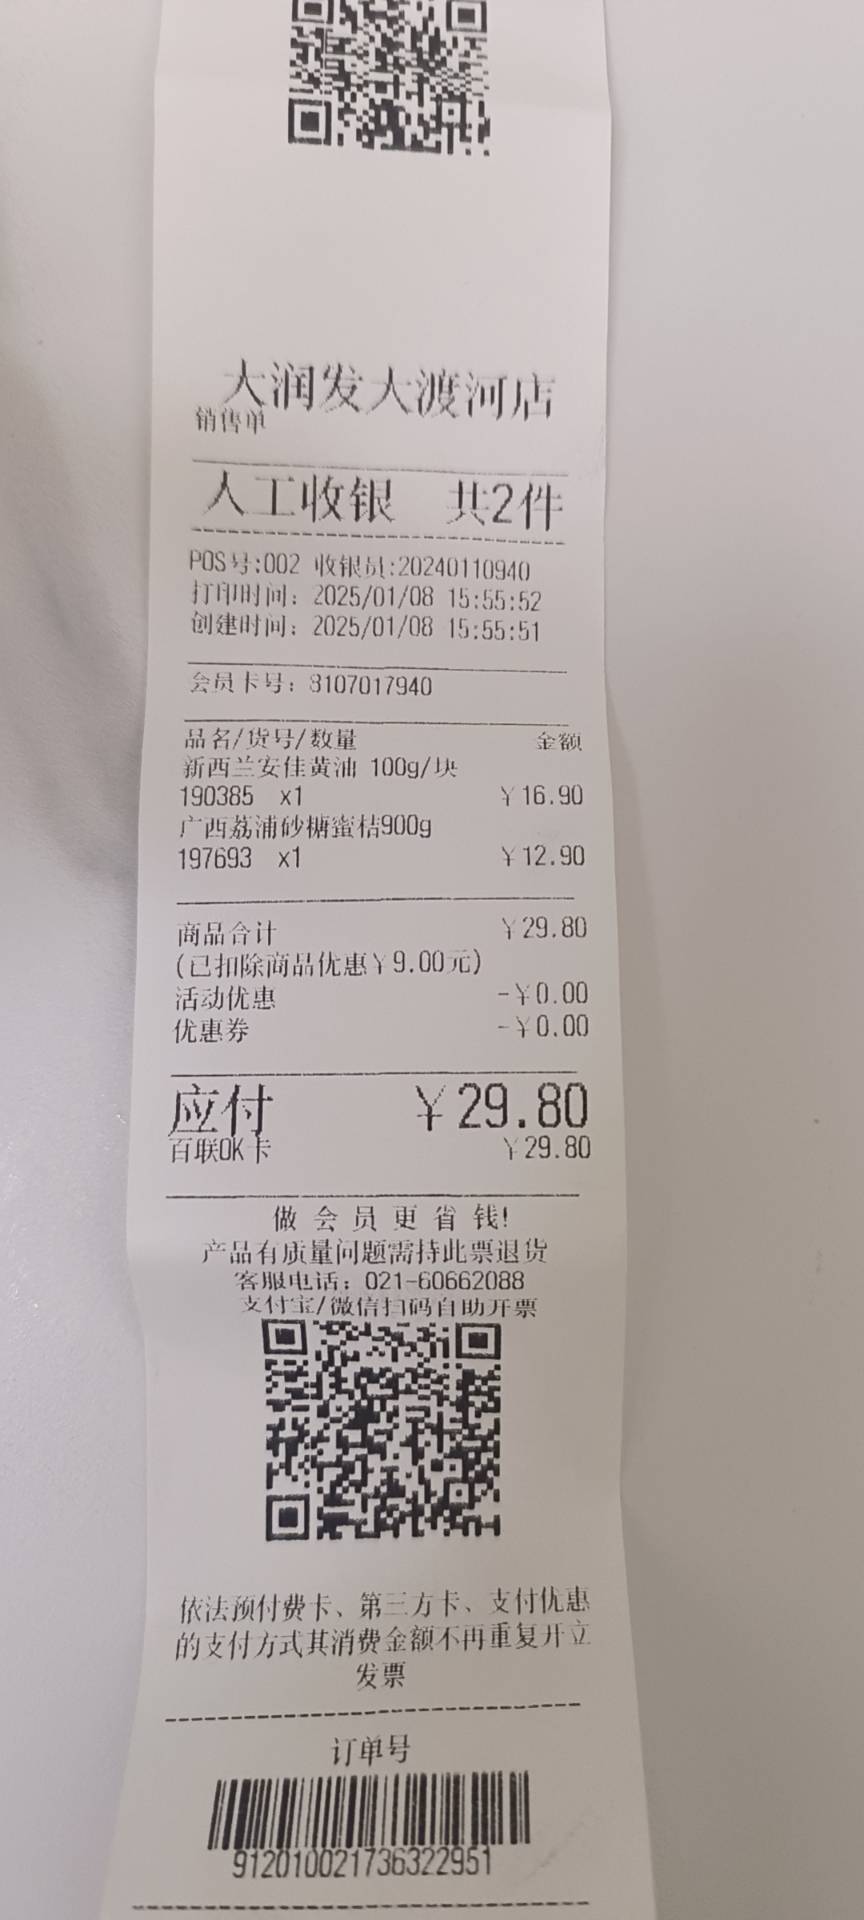 大润发大渡河店
销售单
人工收银 共2件
POS号:002 收银员:20240110940
打印时间：2025/01/08 15:55:52
创建时间：2025/01/08 15:55:51
会员卡号：8107017940
品名/货号/数量 金额
新西兰安佳黄油 100g/块
190385 x1 ￥16.90
广西荔浦砂糖蜜桔900g
197693 x1 ￥12.90
商品合计 ￥29.80
(已扣除商品优惠￥9.00元)
活动优惠 -￥0.00
优惠券 -￥0.00
应付 ￥29.80
百联OK卡 ￥29.80
做会员更省钱!
产品有质量问题需持此票退货
客服电话：021-60662088
支付宝/微信扫码自助开票
依法预付费卡、第三方卡、支付优惠
的支付方式其消费金额不再重复开立
发票
订单号
912010021736322951